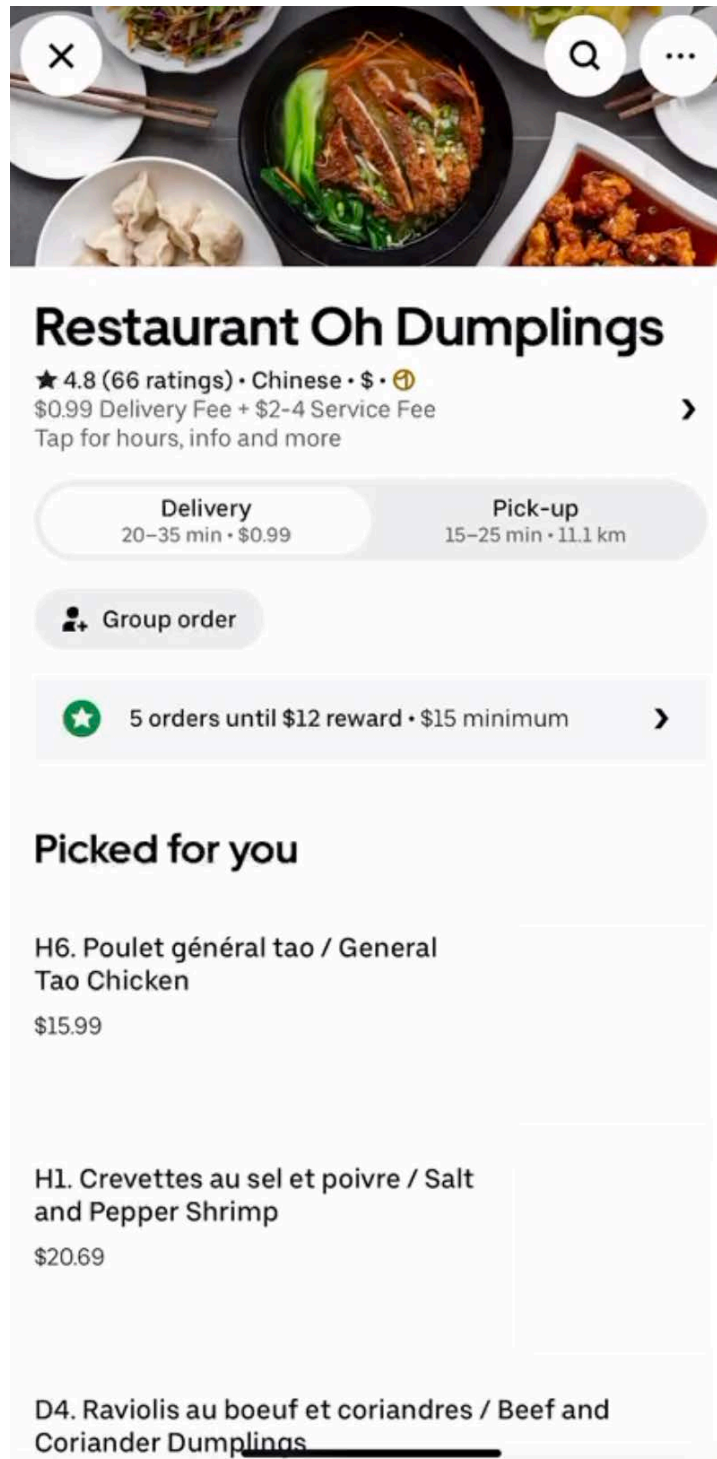 Restaurant Oh Dumplings
★ 4.8 (66 ratings) • Chinese • $ •
$0.99 Delivery Fee + $2-4 Service Fee
Tap for hours, info and more
Delivery
20–35 min • $0.99
Pick-up
15–25 min • 11.1 km
Group order
5 orders until $12 reward • $15 minimum
Picked for you
H6. Poulet général tao / General
Tao Chicken
$15.99
H1. Crevettes au sel et poivre / Salt
and Pepper Shrimp
$20.69
D4. Raviolis au boeuf et coriandres / Beef and
Coriander Dumplings